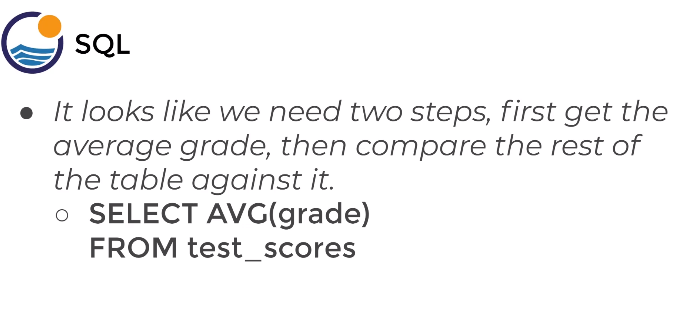 SQL
● It looks like we need two steps, first get the
average grade, then compare the rest of
the table against it.
○ SELECT AVG(grade)
FROM test_scores